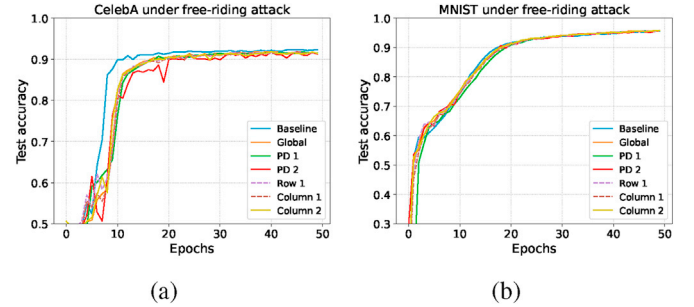 CelebA under free-riding attack
1.0
0.9
0.8
0.7
0.6
0.5
Test accuracy
0
10
20
30
40
50
Epochs
Baseline
Global
PD 1
PD 2
Row 1
Column 1
Column 2
(a)
MNIST under free-riding attack
1.0
0.9
0.8
0.7
0.6
0.5
0.4
0.3
Test accuracy
0
10
20
30
40
50
Epochs
Baseline
Global
PD 1
PD 2
Row 1
Column 1
Column 2
(b)